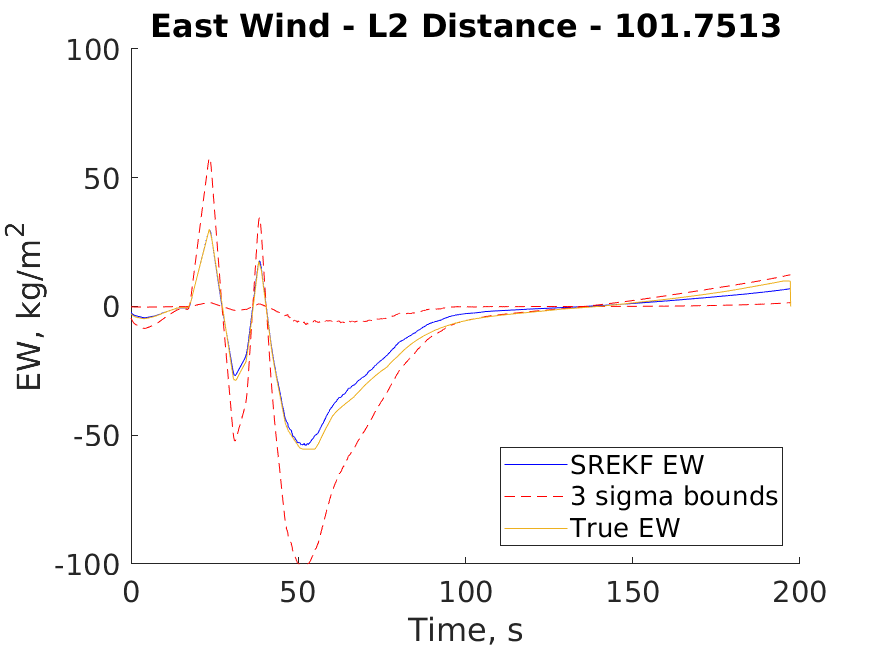 East Wind - L2 Distance - 101.7513
100
50
0
-50
-100
EW, kg/m²
SREKF EW
3 sigma bounds
True EW
0 50 100 150 200
Time, s